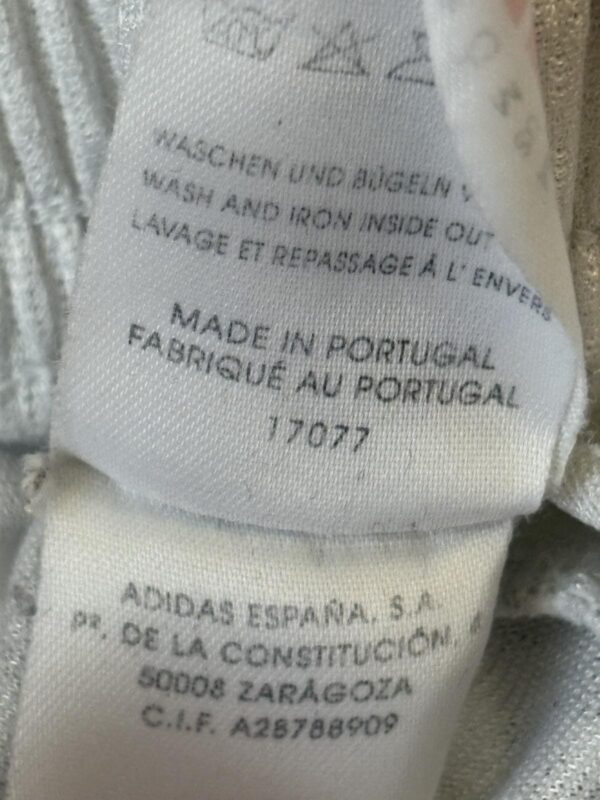 WASCHEN UND BÜGELN
WASH AND IRON INSIDE OUT
LAVAGE ET REPASSAGE À L' ENVERS
MADE IN PORTUGAL
FABRIQUÉ AU PORTUGAL
17077
ADIDAS ESPAÑA, S.A.
Pº. DE LA CONSTITUCIÓN,
50008 ZARAGOZA
C.I.F. A28788909